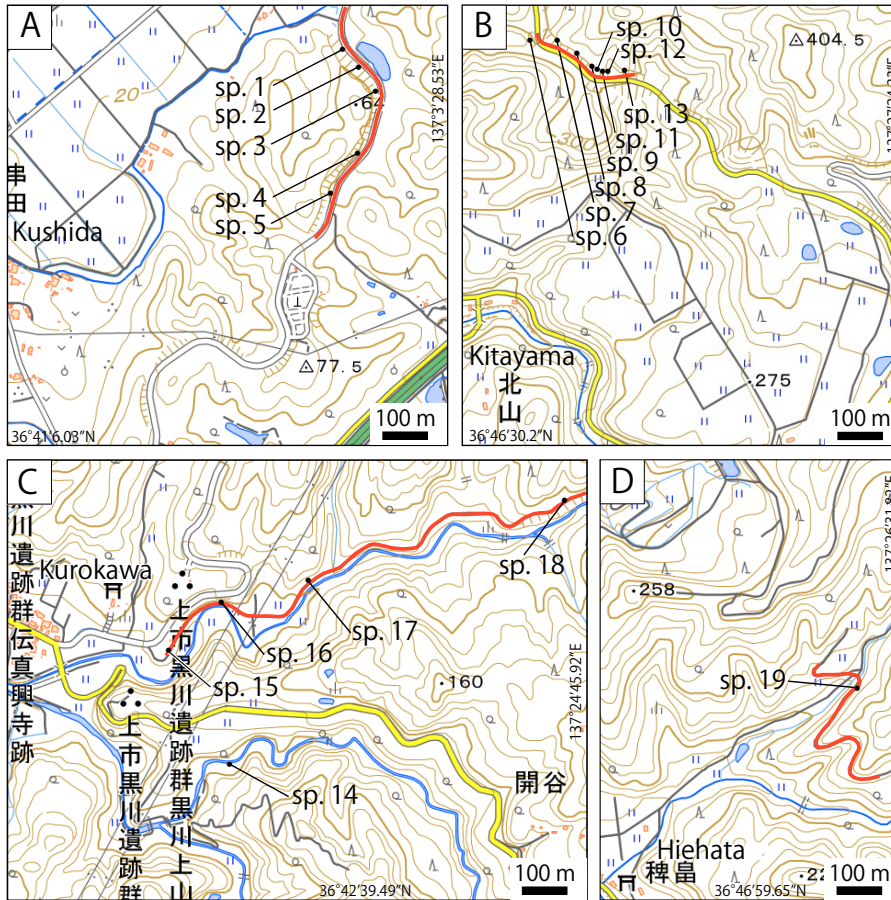 A
sp. 1
sp. 2
sp. 3
sp. 4
sp. 5
20
64
137°3'28.53"E
串田
Kushida
77.5
36°41'6.03"N
100 m
B
sp. 10
sp. 12
404.5
sp. 13
sp. 11
sp. 9
sp. 8
sp. 7
sp. 6
300
Kitayama
北山
275
36°46'30.2"N
100 m
C
黒川遺跡群伝真興寺跡
Kurokawa
上市黒川遺跡群黒川上山
上市黒川遺跡群
sp. 18
sp. 17
sp. 16
sp. 15
160
sp. 14
開谷
137°24'45.92"E
36°42'39.49"N
100 m
D
258
sp. 19
Hiehata
稗畠
36°46'59.65"N
100 m